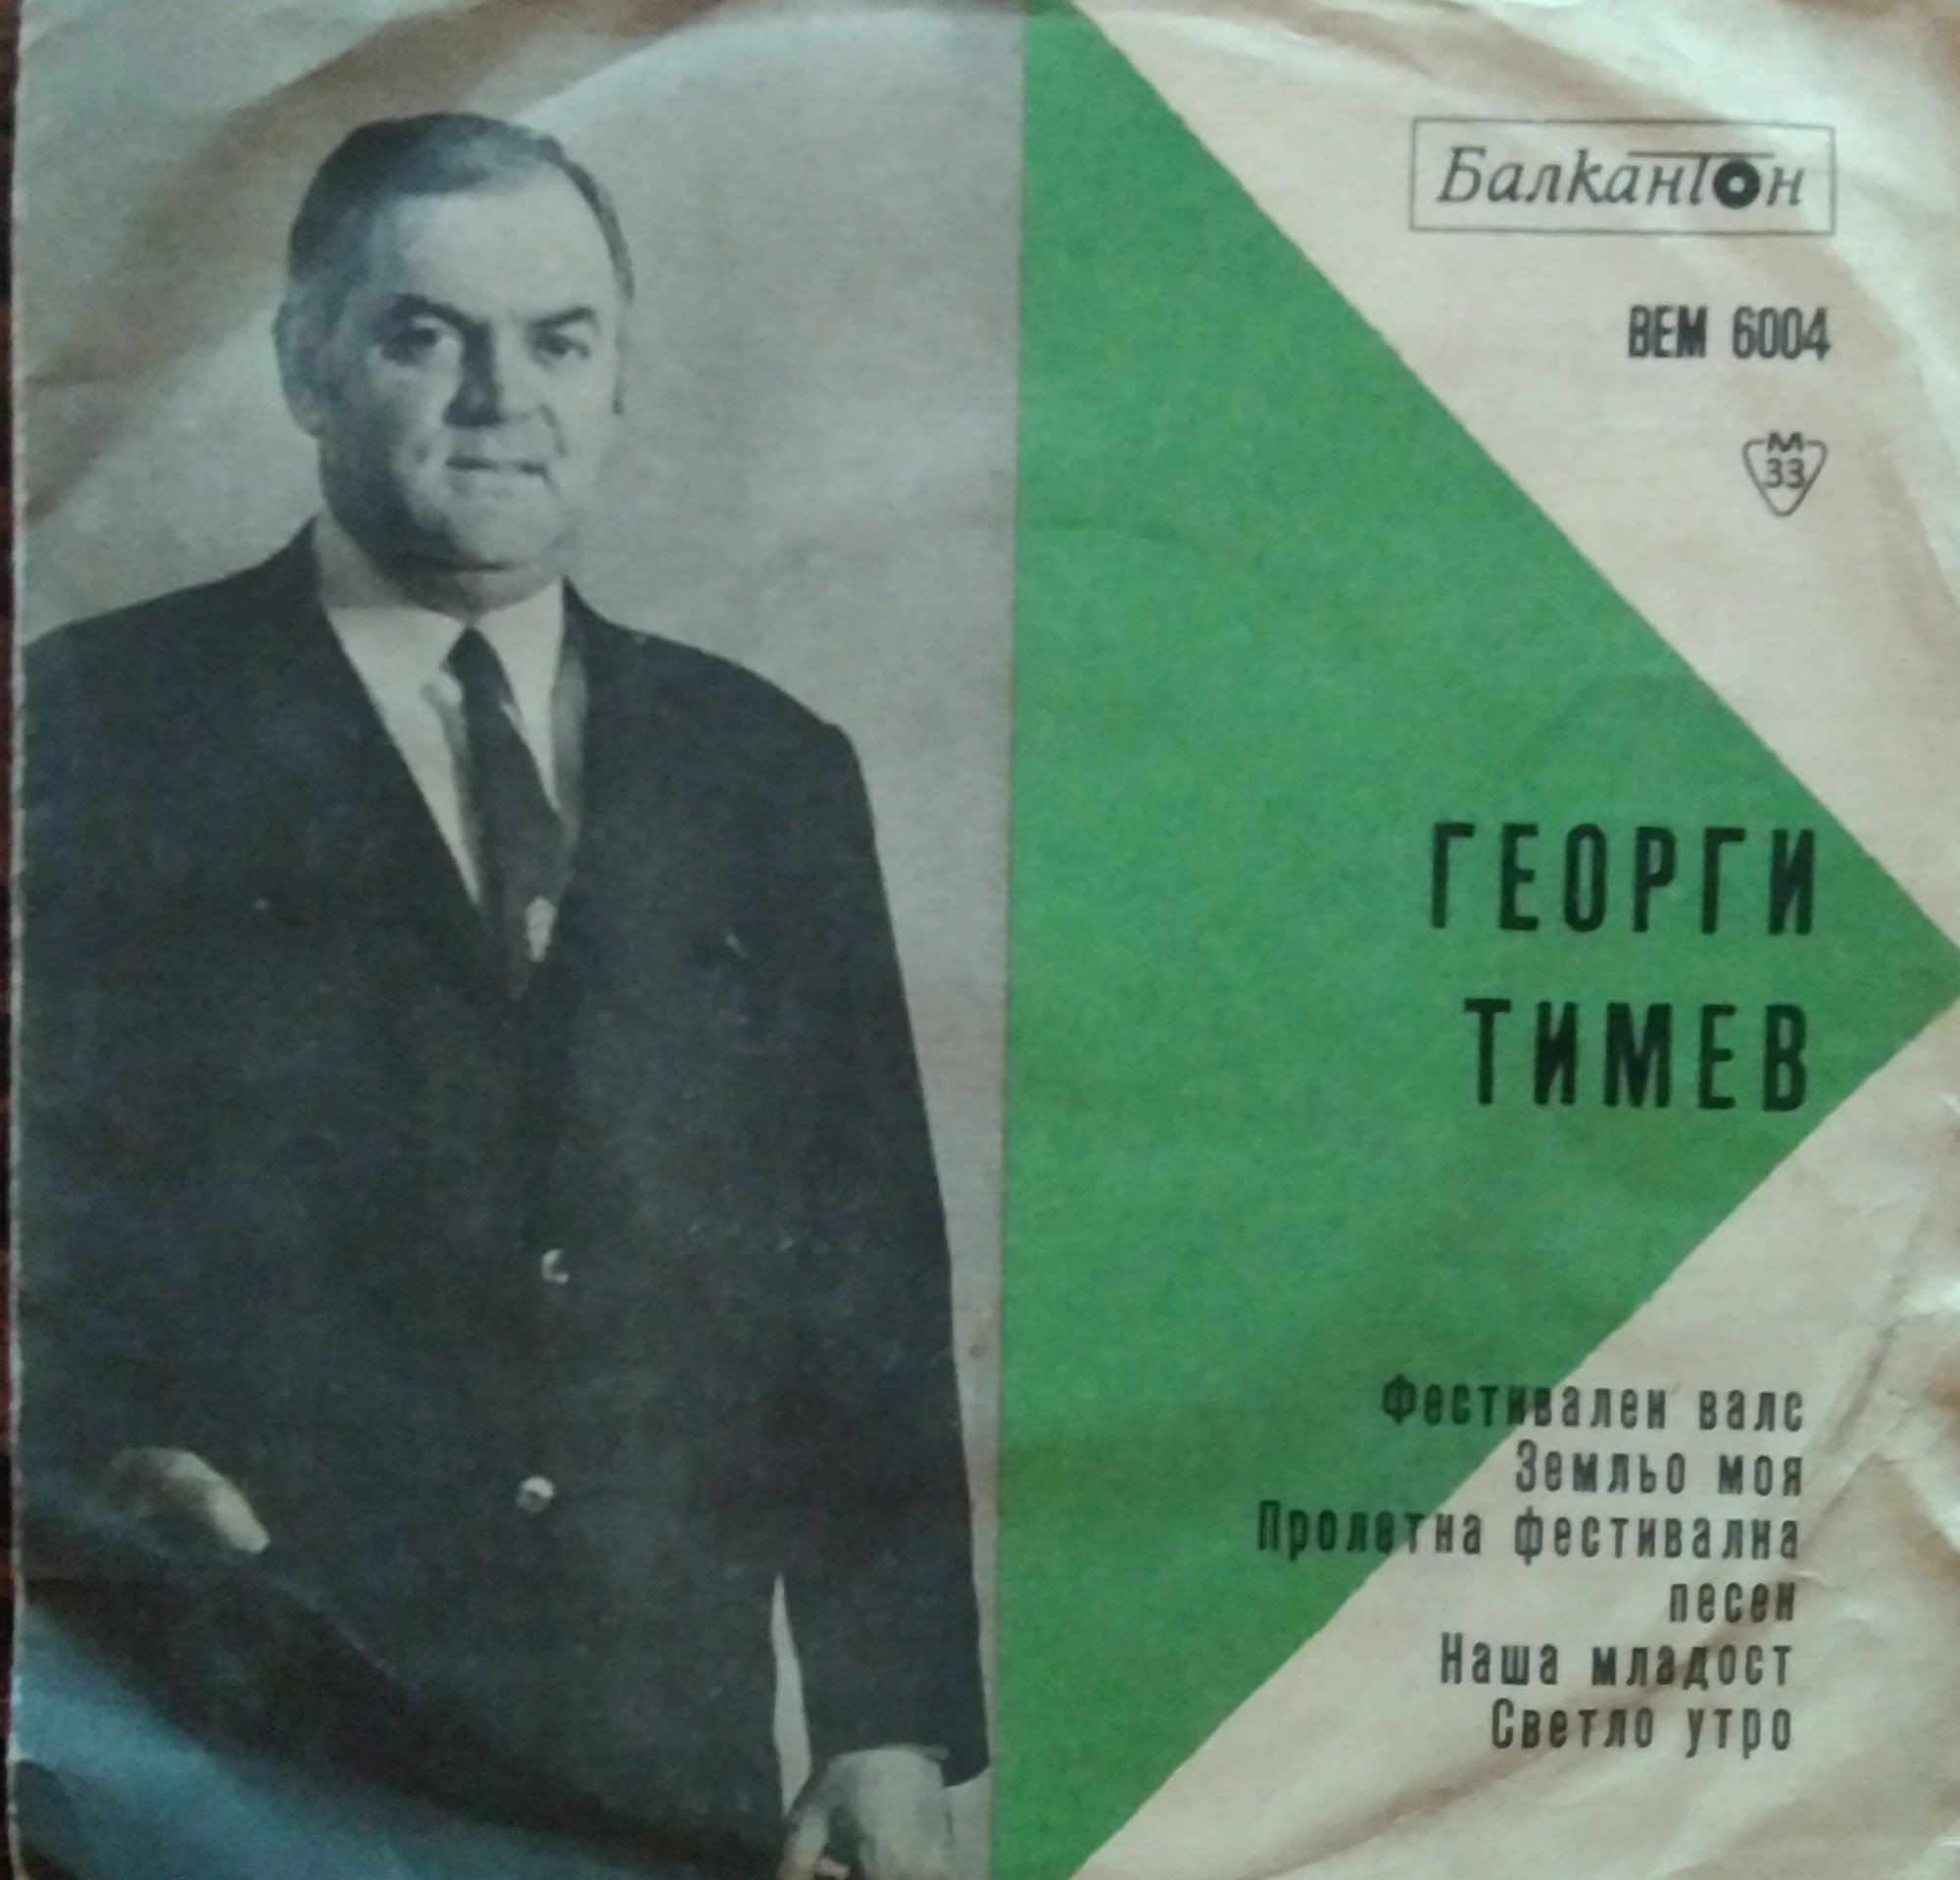 Балкантон
ВЕМ 6004
М
33
ГЕОРГИ
ТИМЕВ
Фестивален валс
Земльо моя
Пролетна фестивална
песен
Наша младост
Светло утро